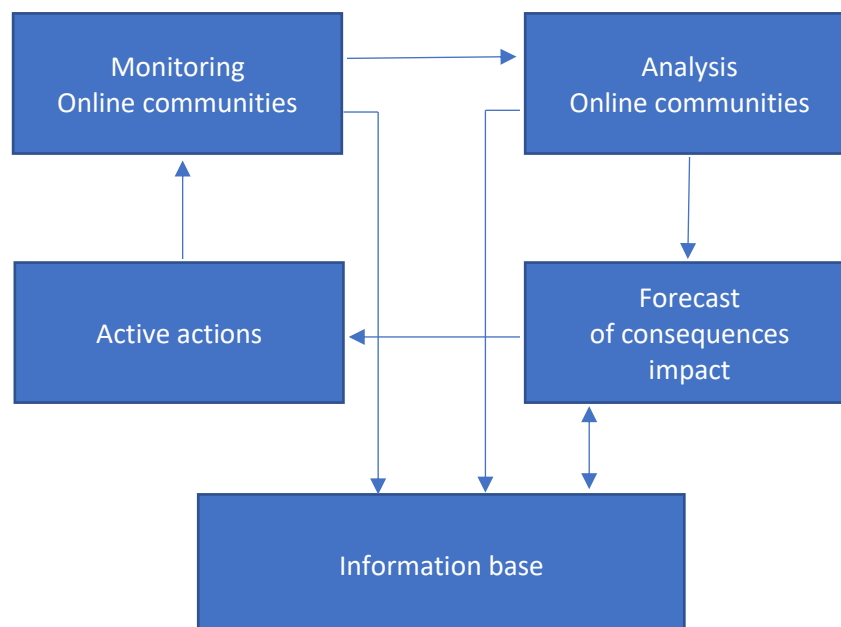 Monitoring
Online communities
Analysis
Online communities
Active actions
Forecast
of consequences
impact
Information base